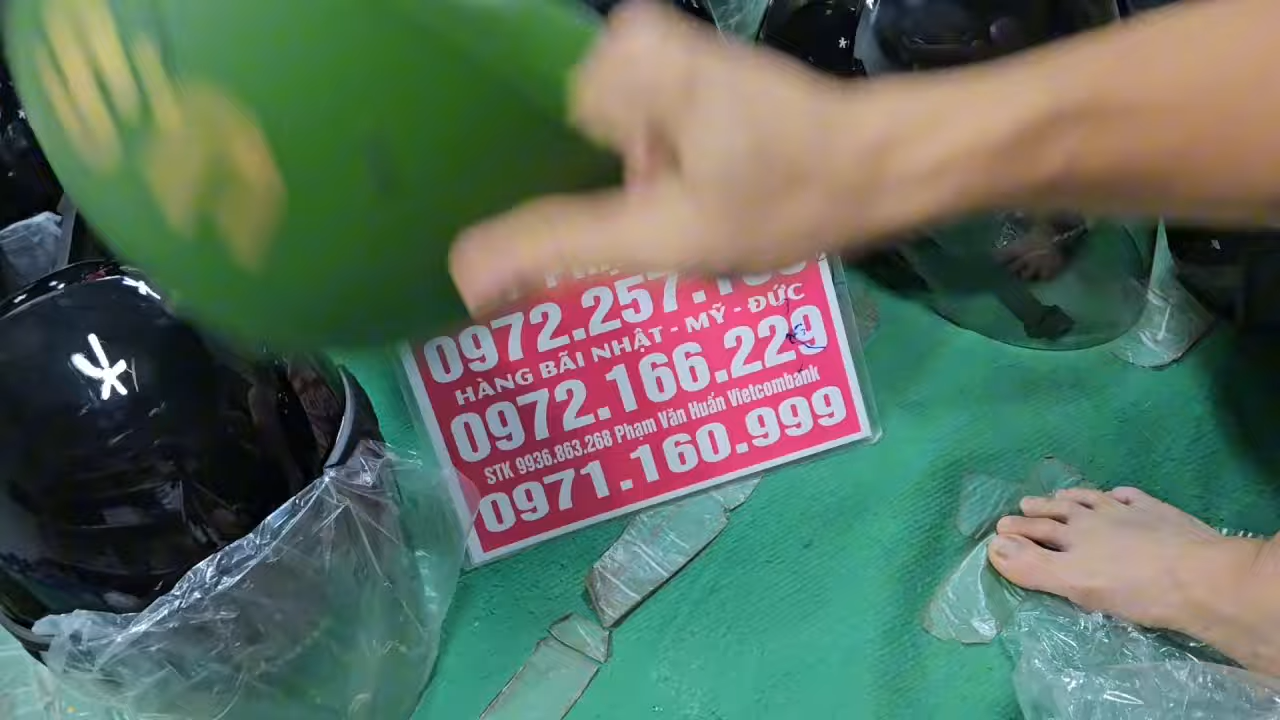 0972.257.1
HÀNG BÃI NHẬT - MỸ - ĐỨC
0972.166.229
STK 9936.863.268 Phạm Văn Huấn Vietcombank
0971.160.999